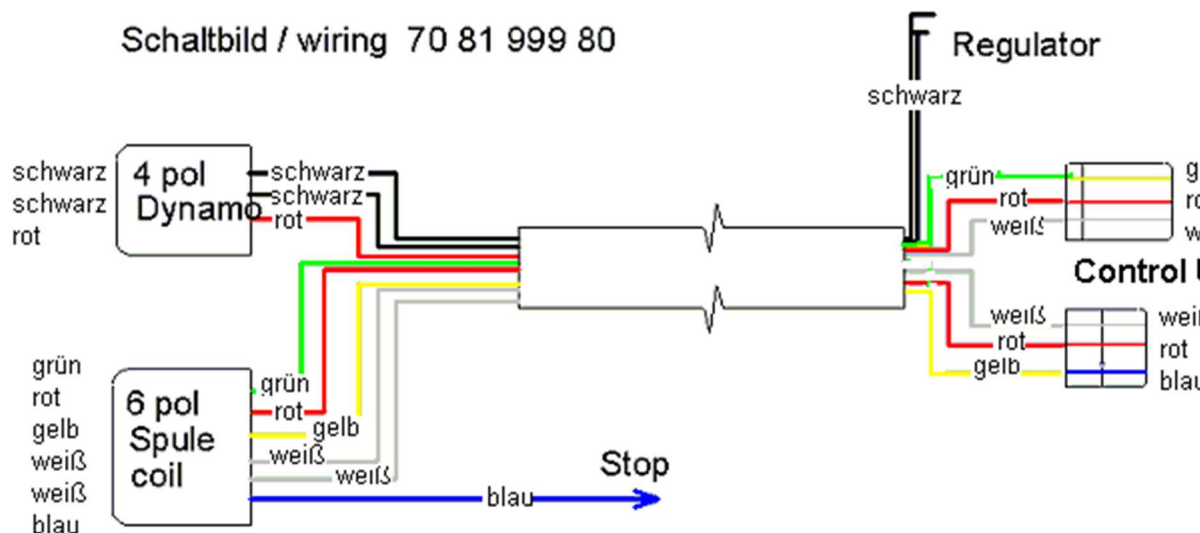 Schaltbild / wiring 70 81 999 80
Regulator
schwarz
schwarz
schwarz
rot
4 pol
Dynamo
schwarz
schwarz
rot
grün
rot
weiß
g
ro
w
Control U
weiß
rot
gelb
weiß
rot
blau
grün
rot
gelb
weiß
weiß
blau
6 pol
Spule
coil
grün
rot
gelb
weiß
weiß
blau
Stop